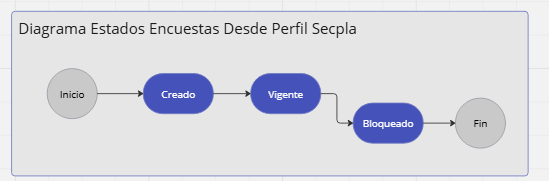 Diagrama Estados Encuestas Desde Perfil Secpla
Inicio
Creado
Vigente
Bloqueado
Fin